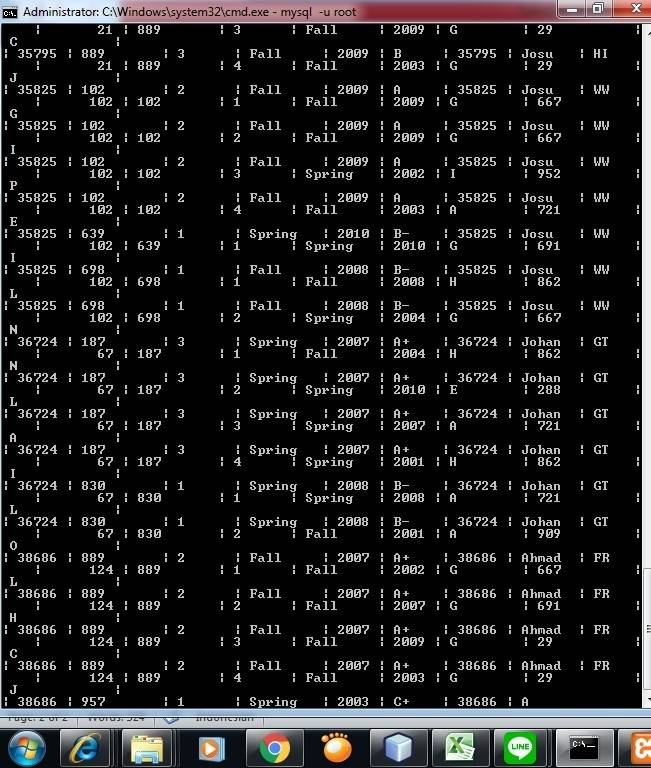 Administrator: C:\Windows\system32\cmd.exe - mysql -u root
21 | 889 | 3 | Fall | 2009 | G | 29 |
C |
| 35795 | 889 | 3 | Fall | 2009 | B | 35795 | Josu | HI
| 21 | 889 | 4 | Fall | 2003 | G | 29 |
J |
| 35825 | 102 | 2 | Fall | 2009 | A | 35825 | Josu | WW
| 102 | 102 | 1 | Fall | 2009 | G | 667 |
G |
| 35825 | 102 | 2 | Fall | 2009 | A | 35825 | Josu | WW
| 102 | 102 | 2 | Fall | 2009 | G | 667 |
I |
| 35825 | 102 | 2 | Fall | 2009 | A | 35825 | Josu | WW
| 102 | 102 | 3 | Spring | 2002 | I | 952 |
P |
| 35825 | 102 | 2 | Fall | 2009 | A | 35825 | Josu | WW
| 102 | 102 | 4 | Fall | 2003 | A | 721 |
E |
| 35825 | 639 | 1 | Spring | 2010 | B- | 35825 | Josu | WW
| 102 | 639 | 1 | Spring | 2010 | G | 691 |
I |
| 35825 | 698 | 1 | Fall | 2008 | B- | 35825 | Josu | WW
| 102 | 698 | 1 | Fall | 2008 | H | 862 |
L |
| 35825 | 698 | 1 | Fall | 2008 | B- | 35825 | Josu | WW
| 102 | 698 | 2 | Spring | 2004 | G | 667 |
N |
| 36724 | 187 | 3 | Spring | 2007 | A+ | 36724 | Johan | GT
| 67 | 187 | 1 | Fall | 2004 | H | 862 |
N |
| 36724 | 187 | 3 | Spring | 2007 | A+ | 36724 | Johan | GT
| 67 | 187 | 2 | Spring | 2010 | E | 288 |
L |
| 36724 | 187 | 3 | Spring | 2007 | A+ | 36724 | Johan | GT
| 67 | 187 | 3 | Spring | 2007 | A | 721 |
A |
| 36724 | 187 | 3 | Spring | 2007 | A+ | 36724 | Johan | GT
| 67 | 187 | 4 | Spring | 2001 | H | 862 |
I |
| 36724 | 830 | 1 | Spring | 2008 | B- | 36724 | Johan | GT
| 67 | 830 | 1 | Spring | 2008 | A | 721 |
L |
| 36724 | 830 | 1 | Spring | 2008 | B- | 36724 | Johan | GT
| 67 | 830 | 2 | Fall | 2001 | A | 909 |
O |
| 38686 | 889 | 2 | Fall | 2007 | A+ | 38686 | Ahmad | FR
| 124 | 889 | 1 | Fall | 2002 | G | 667 |
L |
| 38686 | 889 | 2 | Fall | 2007 | A+ | 38686 | Ahmad | FR
| 124 | 889 | 2 | Fall | 2007 | G | 691 |
H |
| 38686 | 889 | 2 | Fall | 2007 | A+ | 38686 | Ahmad | FR
| 124 | 889 | 3 | Fall | 2009 | G | 29 |
C |
| 38686 | 889 | 2 | Fall | 2007 | A+ | 38686 | Ahmad | FR
| 124 | 889 | 4 | Fall | 2003 | G | 29 |
J |
| 38686 | 957 | 1 | Spring | 2003 | C+ | 38686 | A
Page: 2 of 2 Words: 324 Indonesian
LINE